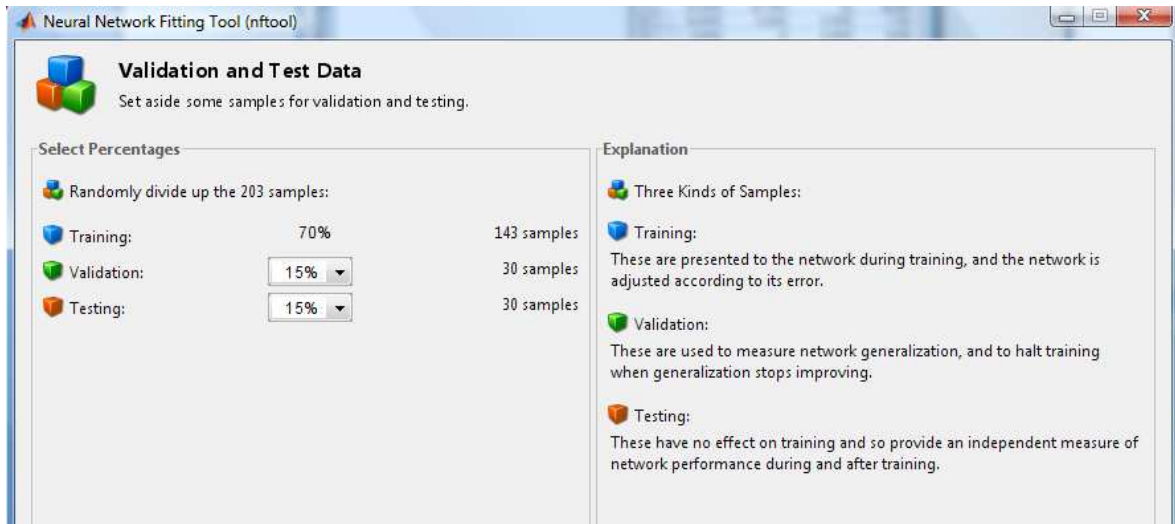 Neural Network Fitting Tool (nftool)
Validation and Test Data
Set aside some samples for validation and testing.
Select Percentages
Randomly divide up the 203 samples:
Training: 70% 143 samples
Validation: 15% 30 samples
Testing: 15% 30 samples
Explanation
Three Kinds of Samples:
Training:
These are presented to the network during training, and the network is
adjusted according to its error.
Validation:
These are used to measure network generalization, and to halt training
when generalization stops improving.
Testing:
These have no effect on training and so provide an independent measure of
network performance during and after training.